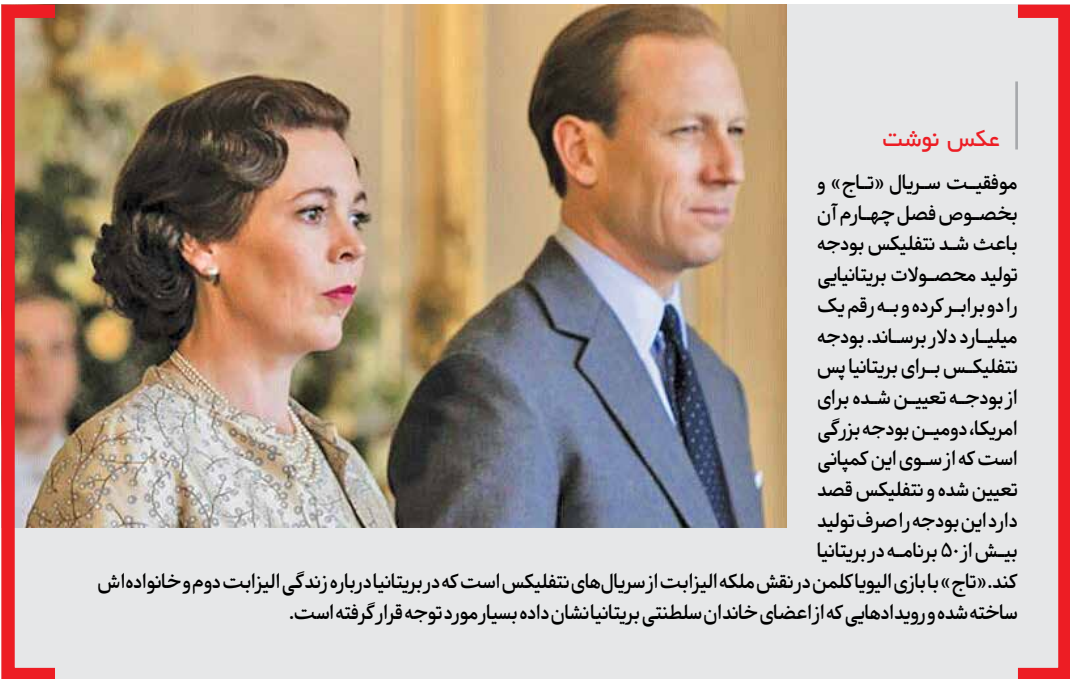 عکس نوشت
موفقیـت سـریال «تـاج» و
بخصـوص فصل چهـارم آن
باعث شـد نتفلیکس بودجه
تولید محصـولات بریتانیایی
را دو برابـر کرده و بـه رقم یک
میلیـارد دلار برسـاند. بودجه
نتفلیکـس بـرای بریتانیا پس
از بودجـه تعییـن شـده برای
امریکا، دومیـن بودجه بزرگی
است که از سـوی این کمپانی
تعیین شده و نتفلیکس قصد
دارد این بودجه را صرف تولید
بیـش از ۵۰ برنامـه در بریتانیا
کند. «تاج» با بازی الیویا کلمن در نقش ملکه الیزابت از سریال‌های نتفلیکس است که در بریتانیا درباره زندگی الیزابت دوم و خانواده‌اش
ساخته شده و رویدادهایی که از اعضای خاندان سلطنتی بریتانیا نشان داده بسیار مورد توجه قرار گرفته است.